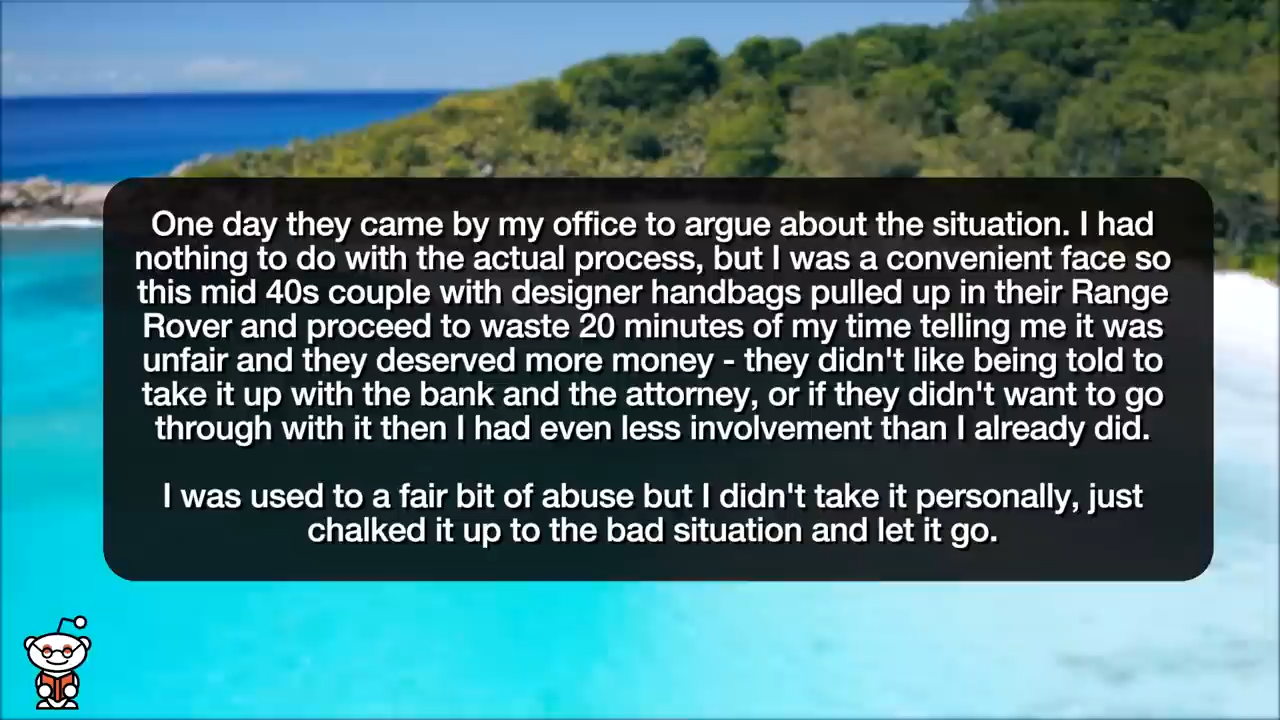 One day they came by my office to argue about the situation. I had
nothing to do with the actual process, but I was a convenient face so
this mid 40s couple with designer handbags pulled up in their Range
Rover and proceed to waste 20 minutes of my time telling me it was
unfair and they deserved more money - they didn't like being told to
take it up with the bank and the attorney, or if they didn't want to go
through with it then I had even less involvement than I already did.
I was used to a fair bit of abuse but I didn't take it personally, just
chalked it up to the bad situation and let it go.